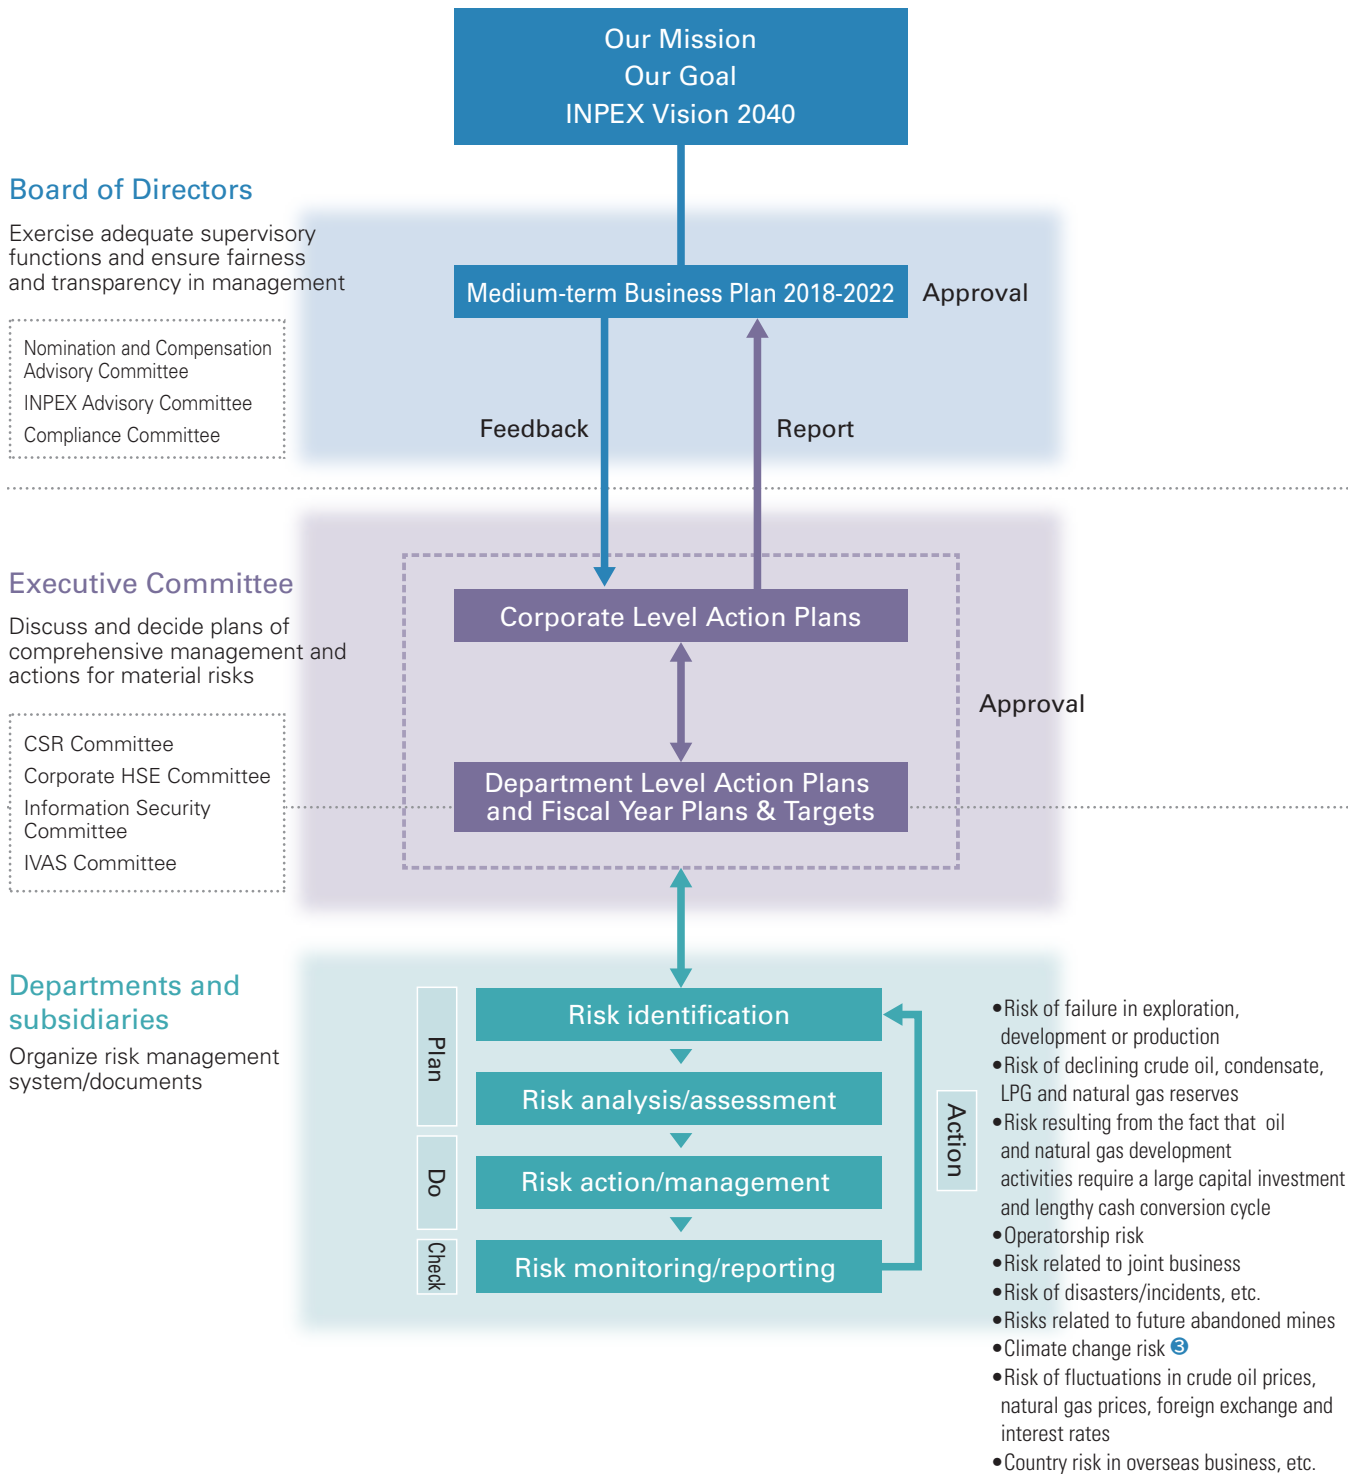 Our Mission
Our Goal
INPEX Vision 2040
Board of Directors
Exercise adequate supervisory
functions and ensure fairness
and transparency in management
Nomination and Compensation
Advisory Committee
INPEX Advisory Committee
Compliance Committee
Medium-term Business Plan 2018-2022
Approval
Feedback
Report
Executive Committee
Discuss and decide plans of
comprehensive management and
actions for material risks
CSR Committee
Corporate HSE Committee
Information Security
Committee
IVAS Committee
Corporate Level Action Plans
Approval
Department Level Action Plans
and Fiscal Year Plans & Targets
Departments and
subsidiaries
Organize risk management
system/documents
Plan
Do
Check
Risk identification
Risk analysis/assessment
Risk action/management
Risk monitoring/reporting
Action
•Risk of failure in exploration,
development or production
•Risk of declining crude oil, condensate,
LPG and natural gas reserves
•Risk resulting from the fact that oil
and natural gas development
activities require a large capital investment
and lengthy cash conversion cycle
•Operatorship risk
•Risk related to joint business
•Risk of disasters/incidents, etc.
•Risks related to future abandoned mines
•Climate change risk ❸
•Risk of fluctuations in crude oil prices,
natural gas prices, foreign exchange and
interest rates
•Country risk in overseas business, etc.